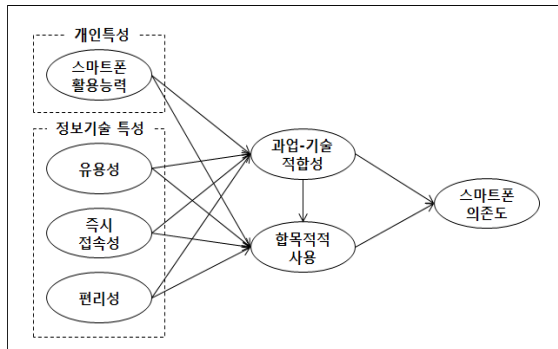 개인특성
스마트폰
활용능력
정보기술 특성
유용성
즉시
접속성
편리성
과업-기술
적합성
합목적적
사용
스마트폰
의존도